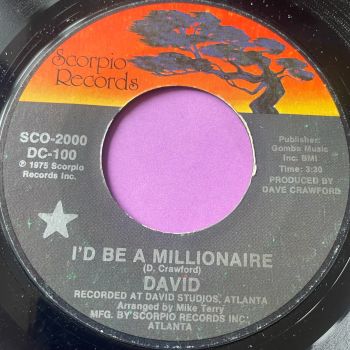 Scorpio
Records
SCO-2000
DC-100
℗ 1975 Scorpio
Records Inc.
Publisher:
Gomba Music
Inc. BMI
Time: 3:30
PRODUCED BY
DAVE CRAWFORD
I'D BE A MILLIONAIRE
(D. Crawford)
DAVID
RECORDED AT DAVID STUDIOS, ATLANTA
Arranged by Mike Terry
MFG. BY SCORPIO RECORDS INC.
ATLANTA